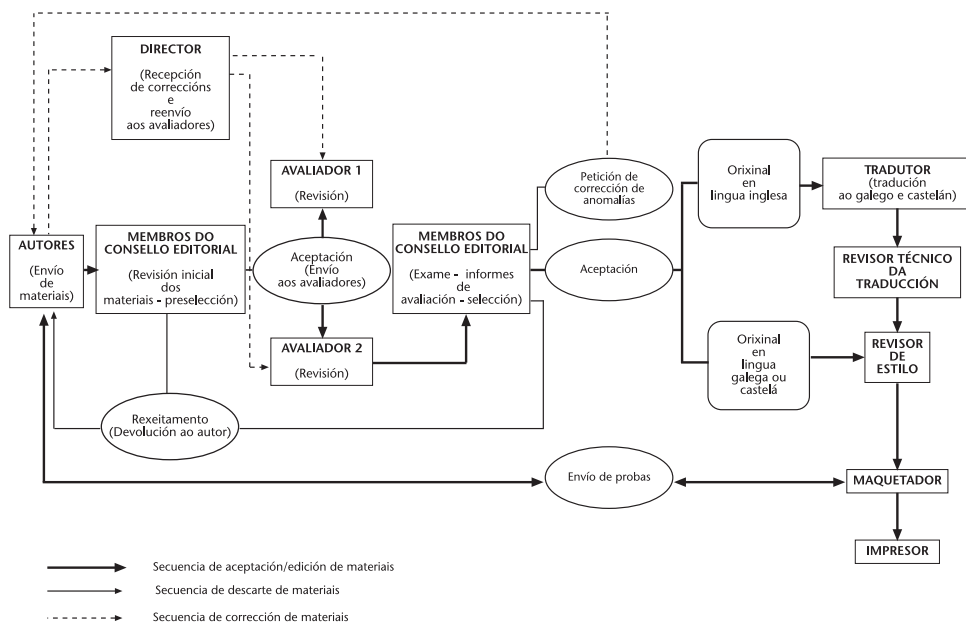 DIRECTOR
(Recepción
de correccións
e
reenvío
aos avaliadores)
AVALIADOR 1
(Revisión)
Petición de
corrección de
anomalías
Orixinal
en
lingua inglesa
TRADUTOR
(tradución
ao galego e castelán)
AUTORES
(Envío
de
materiais)
MEMBROS DO
CONSELLO EDITORIAL
(Revisión inicial
dos
materiais - preselección)
Aceptación
(Envío
aos avaliadores)
MEMBROS DO
CONSELLO EDITORIAL
(Exame - informes
de
avaliación - selección)
Aceptación
REVISOR TÉCNICO
DA
TRADUCCIÓN
AVALIADOR 2
(Revisión)
Orixinal
en
lingua
galega ou
castelá
REVISOR
DE
ESTILO
Rexeitamento
(Devolución ao autor)
Envío de probas
MAQUETADOR
IMPRESOR
Secuencia de aceptación/edición de materiais
Secuencia de descarte de materiais
Secuencia de corrección de materiais